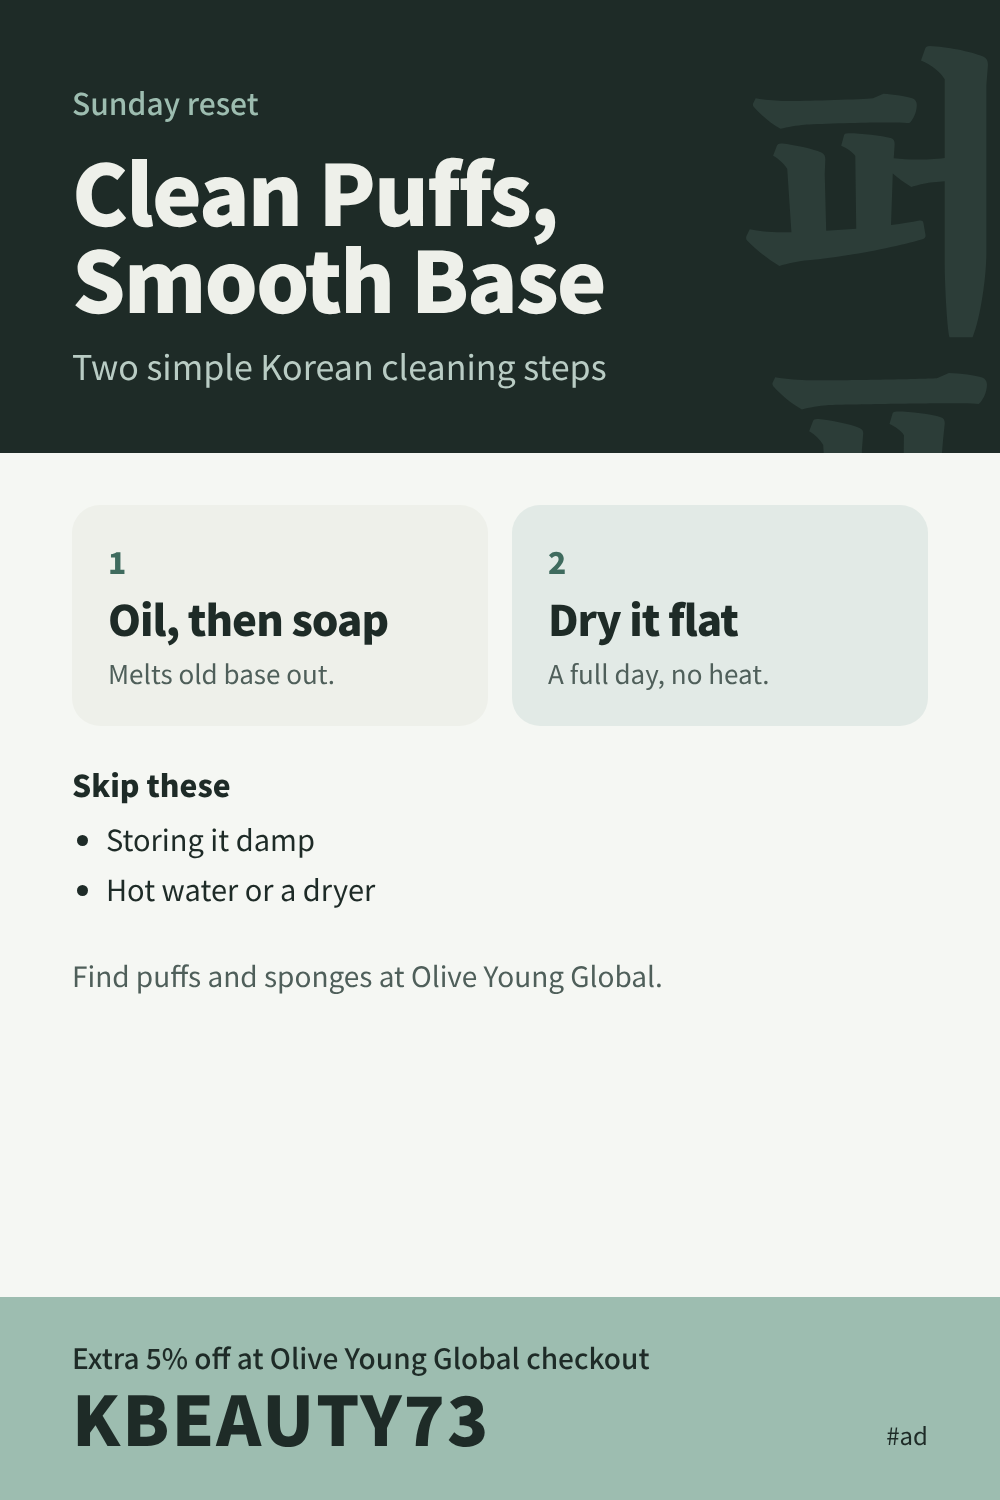 Sunday reset
Clean Puffs,
Smooth Base
Two simple Korean cleaning steps
퍼
1
Oil, then soap
Melts old base out.
2
Dry it flat
A full day, no heat.
Skip these
• Storing it damp
• Hot water or a dryer
Find puffs and sponges at Olive Young Global.
Extra 5% off at Olive Young Global checkout
KBEAUTY73
#ad